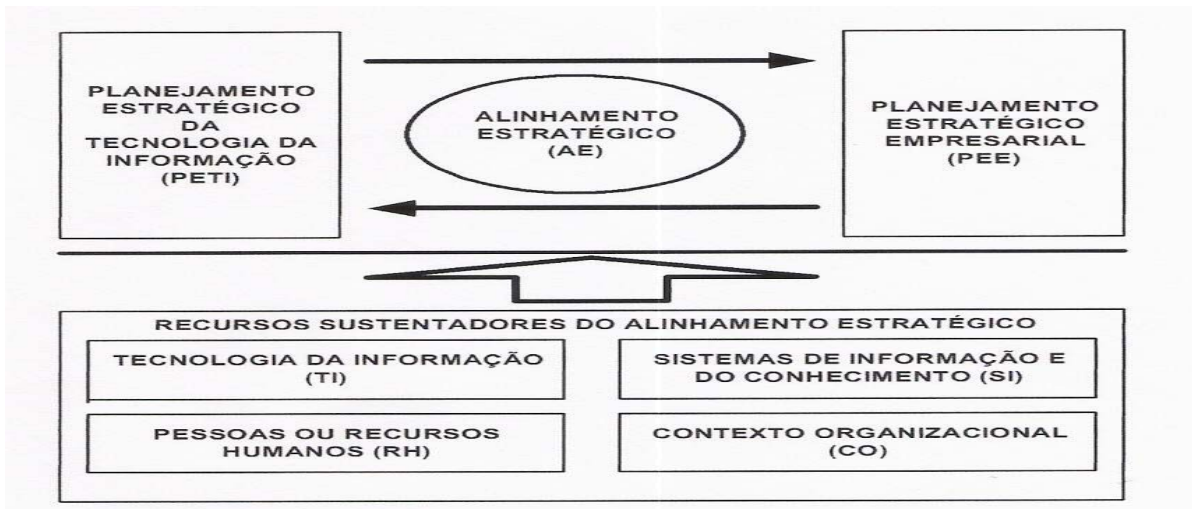 PLANEJAMENTO
ESTRATÉGICO
DA
TECNOLOGIA DA
INFORMAÇÃO
(PETI)
ALINHAMENTO
ESTRATÉGICO
(AE)
PLANEJAMENTO
ESTRATÉGICO
EMPRESARIAL
(PEE)
RECURSOS SUSTENTADORES DO ALINHAMENTO ESTRATÉGICO
TECNOLOGIA DA INFORMAÇÃO
(TI)
SISTEMAS DE INFORMAÇÃO E
DO CONHECIMENTO (SI)
PESSOAS OU RECURSOS
HUMANOS (RH)
CONTEXTO ORGANIZACIONAL
(CO)